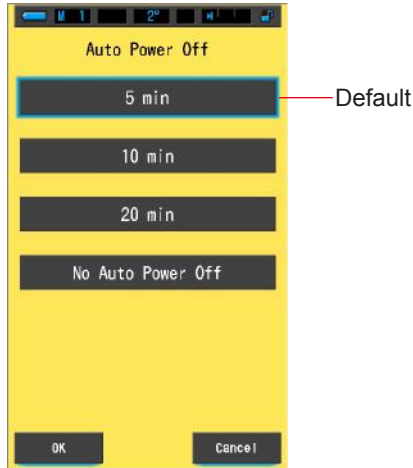 M 1 2°
Auto Power Off
5 min
Default
10 min
20 min
No Auto Power Off
OK Cancel